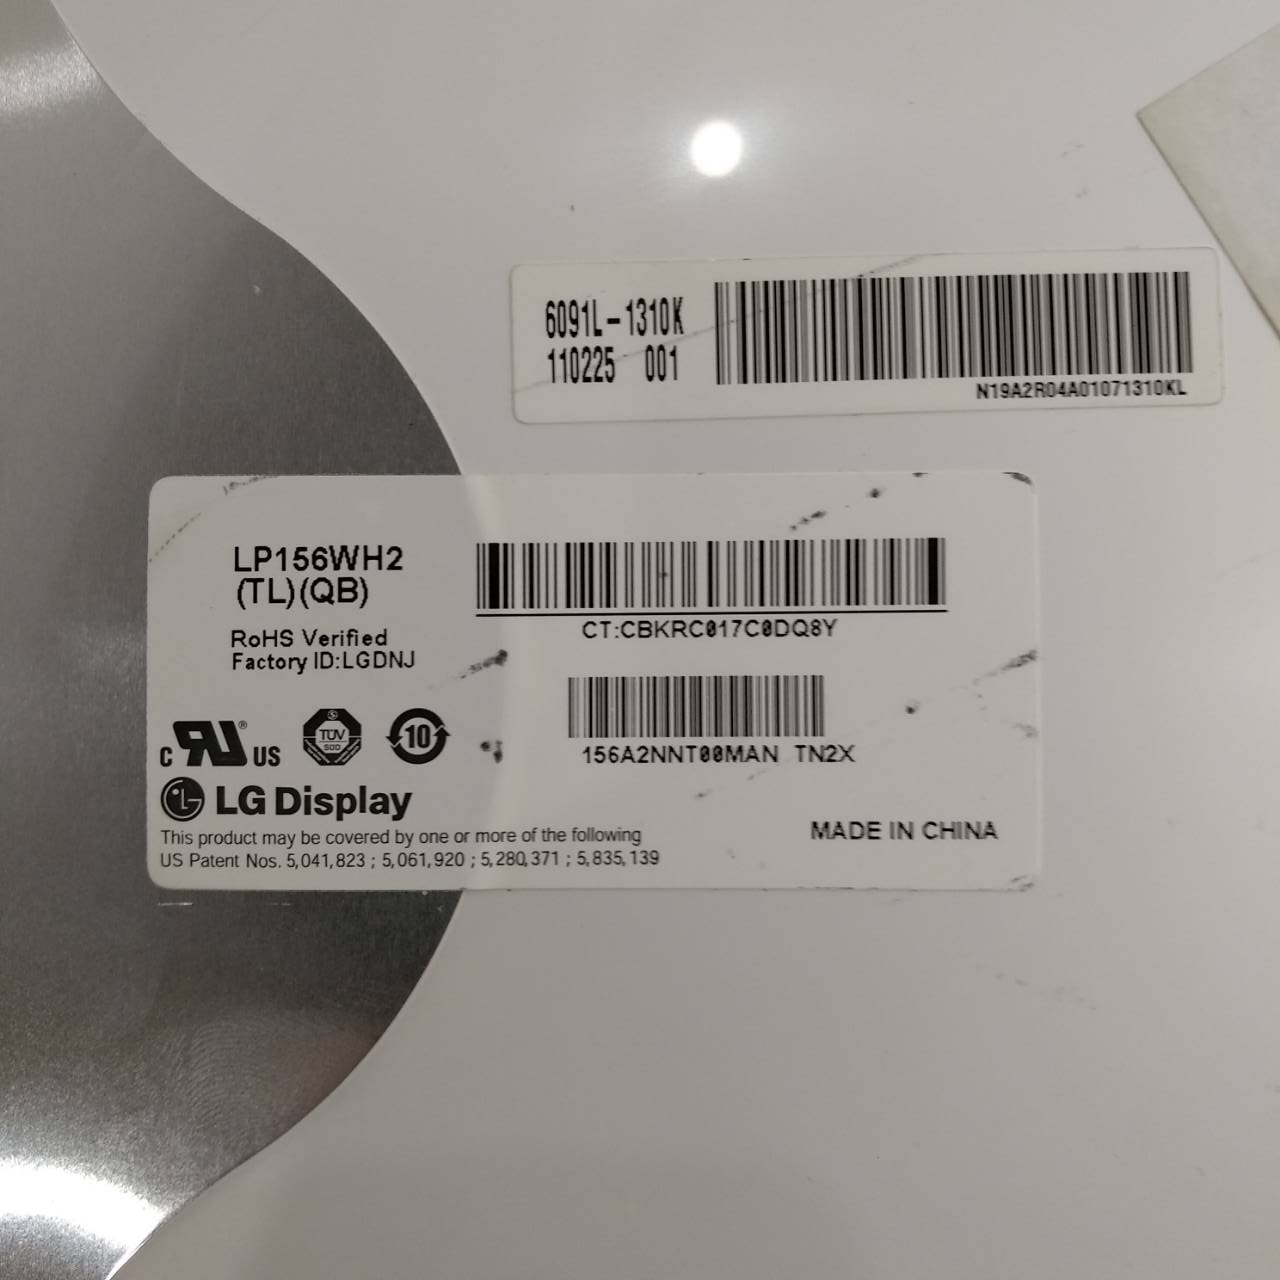 6091L-1310K
110225 001
N19A2R04A01071310KL
LP156WH2
(TL)(QB)
CT:CBKRC017C0DQ8Y
RoHS Verified
Factory ID:LGDNJ
156A2NNT00MAN TN2X
c RU ® US
TÜV
SÜD
10
LG Display
MADE IN CHINA
This product may be covered by one or more of the following
US Patent Nos. 5,041,823 ; 5,061,920 ; 5,280,371 ; 5,835,139